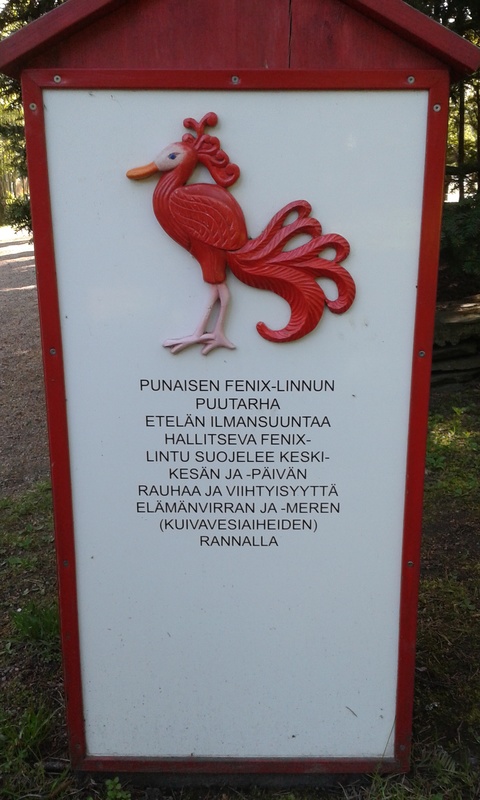 PUNAISEN FENIX-LINNUN
PUUTARHA
ETELÄN ILMANSUUNTAA
HALLITSEVA FENIX-
LINTU SUOJELEE KESKI-
KESÄN JA -PÄIVÄN
RAUHAA JA VIIHTYISYYTTÄ
ELÄMÄNVIRRAN JA -MEREN
(KUIVAVESIAIHEIDEN)
RANNALLA